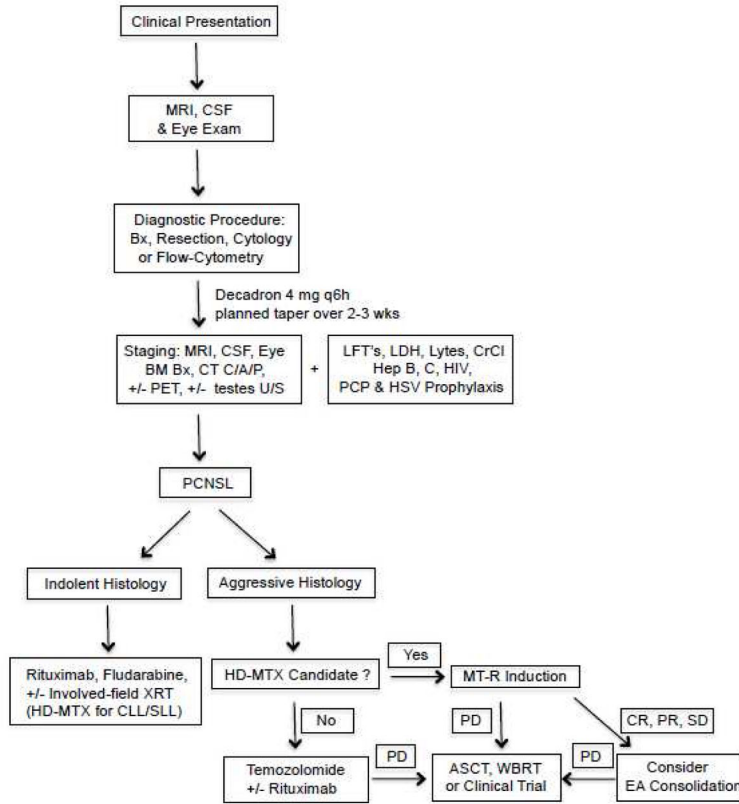 Clinical Presentation
MRI, CSF
& Eye Exam
Diagnostic Procedure:
Bx, Resection, Cytology
or Flow-Cytometry
Decadron 4 mg q6h
planned taper over 2-3 wks
Staging: MRI, CSF, Eye
BM Bx, CT C/A/P,
+/- PET, +/- testes U/S
+
LFT's, LDH, Lytes, CrCl
Hep B, C, HIV,
PCP & HSV Prophylaxis
PCNSL
Indolent Histology
Aggressive Histology
Rituximab, Fludarabine,
+/- Involved-field XRT
(HD-MTX for CLL/SLL)
HD-MTX Candidate ?
Yes
MT-R Induction
No
PD
CR, PR, SD
Temozolomide
+/- Rituximab
PD
ASCT, WBRT
or Clinical Trial
PD
Consider
EA Consolidation